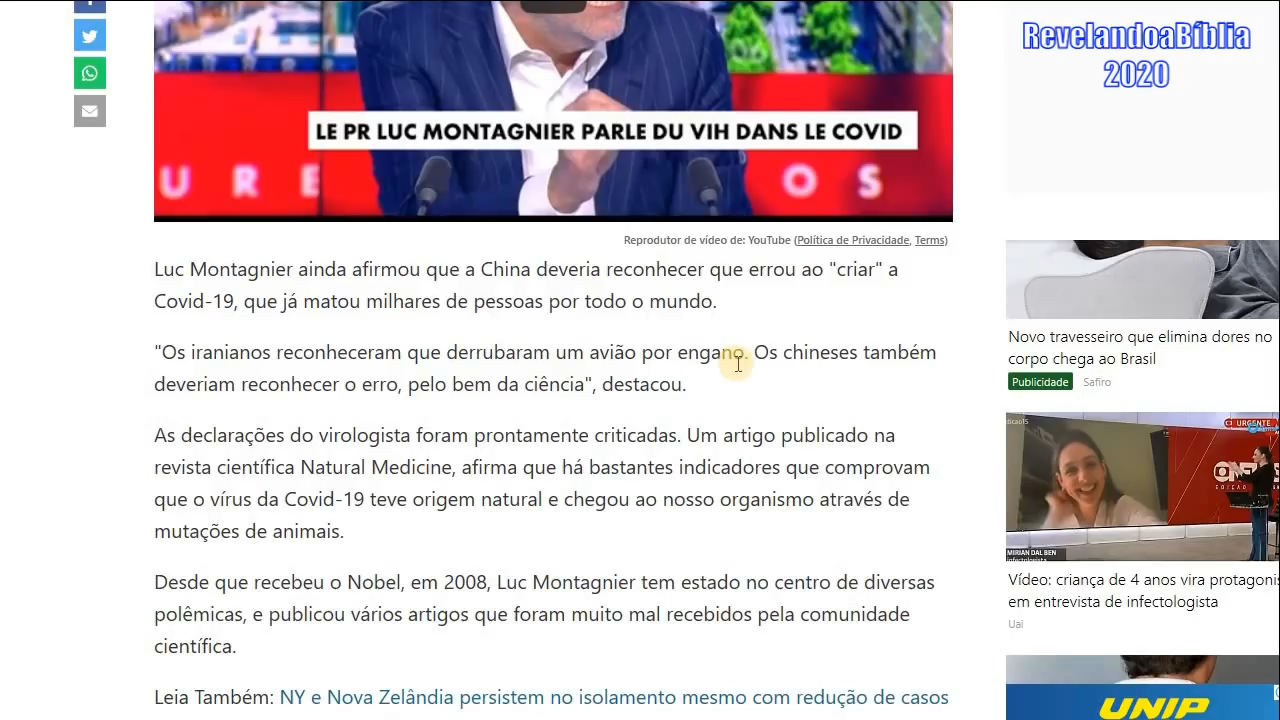 RevelandoaBíblia
2020
LE PR LUC MONTAGNIER PARLE DU VIH DANS LE COVID
U R E
O S
Reprodutor de vídeo de: YouTube (Política de Privacidade, Terms)
Luc Montagnier ainda afirmou que a China deveria reconhecer que errou ao "criar" a
Covid-19, que já matou milhares de pessoas por todo o mundo.
"Os iranianos reconheceram que derrubaram um avião por engano. Os chineses também
deveriam reconhecer o erro, pelo bem da ciência", destacou.
As declarações do virologista foram prontamente criticadas. Um artigo publicado na
revista científica Natural Medicine, afirma que há bastantes indicadores que comprovam
que o vírus da Covid-19 teve origem natural e chegou ao nosso organismo através de
mutações de animais.
Desde que recebeu o Nobel, em 2008, Luc Montagnier tem estado no centro de diversas
polêmicas, e publicou vários artigos que foram muito mal recebidos pela comunidade
científica.
Leia Também: NY e Nova Zelândia persistem no isolamento mesmo com redução de casos
Novo travesseiro que elimina dores no
corpo chega ao Brasil
Publicidade Safiro
URGENTE
EDIÇÃO
MIRIAN DAL BEN
infectologista
Vídeo: criança de 4 anos vira protagonis
em entrevista de infectologista
Uai
UNIP